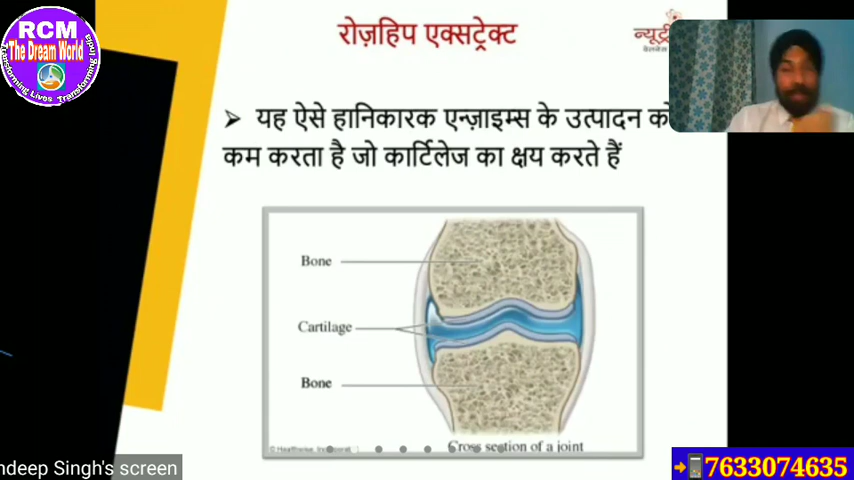 RCM
The Dream World
Transforming Lives Transforming India
रोज़हिप एक्सट्रेक्ट
➤ यह ऐसे हानिकारक एन्ज़ाइम्स के उत्पादन को
कम करता है जो कार्टिलेज का क्षय करते हैं
Bone
Cartilage
Bone
Cross section of a joint
ndeep Singh's screen
7633074635